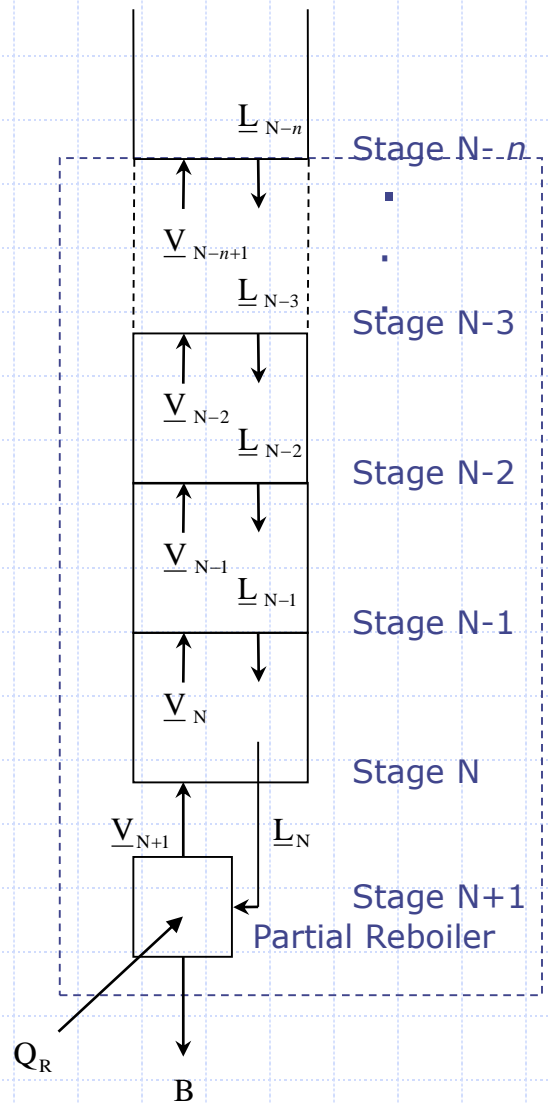 L N−n
Stage N- n
V N−n+1
L N−3
Stage N-3
V N−2
L N−2
Stage N-2
V N−1
L N−1
Stage N-1
V N
Stage N
V N+1
L N
Stage N+1
Partial Reboiler
Q R
B